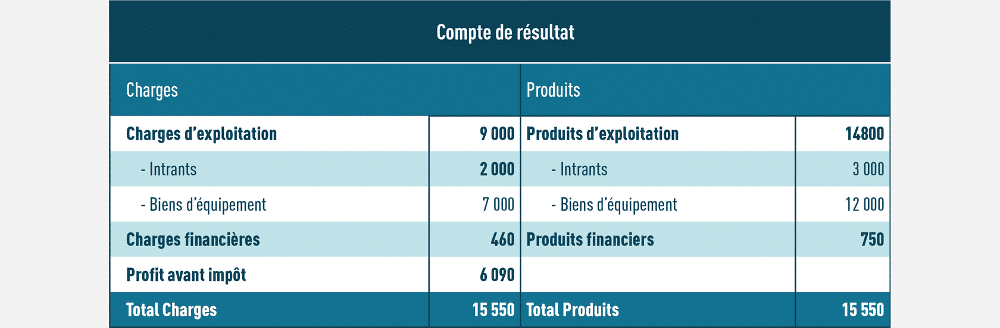 Compte de résultat
Charges Produits
Charges d’exploitation 9 000 Produits d’exploitation 14800
- Intrants 2 000 - Intrants 3 000
- Biens d’équipement 7 000 - Biens d’équipement 12 000
Charges financières 460 Produits financiers 750
Profit avant impôt 6 090
Total Charges 15 550 Total Produits 15 550